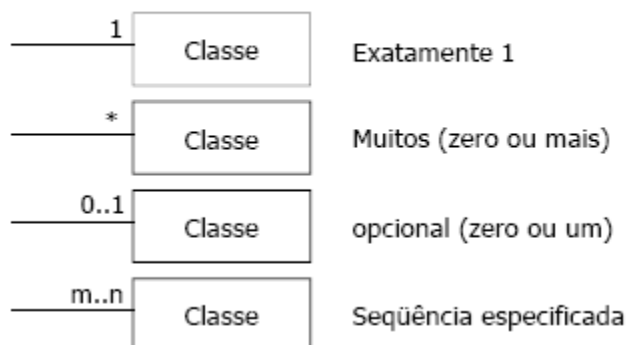 1 Classe Exatamente 1
* Classe Muitos (zero ou mais)
0..1 Classe opcional (zero ou um)
m..n Classe Seqüência especificada